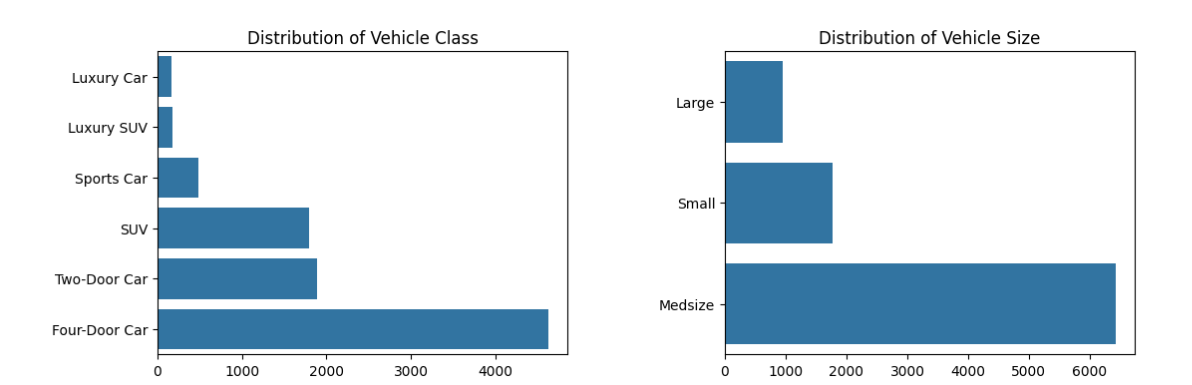 Distribution of Vehicle Class
Luxury Car
Luxury SUV
Sports Car
SUV
Two-Door Car
Four-Door Car
0 1000 2000 3000 4000
Distribution of Vehicle Size
Large
Small
Medsize
0 1000 2000 3000 4000 5000 6000